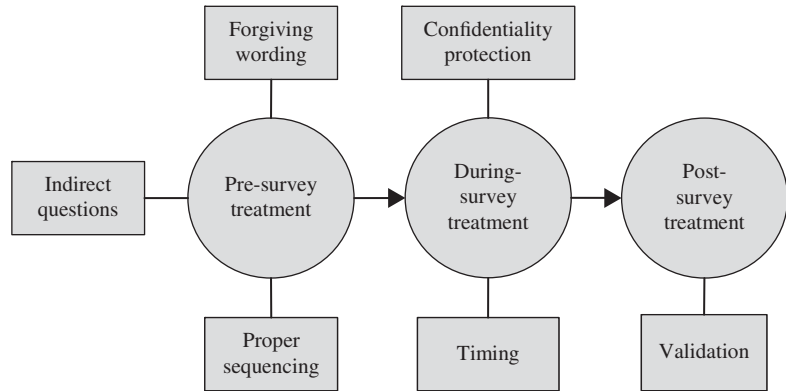 Forgiving
wording
Confidentiality
protection
Indirect
questions
Pre-survey
treatment
During-
survey
treatment
Post-
survey
treatment
Proper
sequencing
Timing
Validation